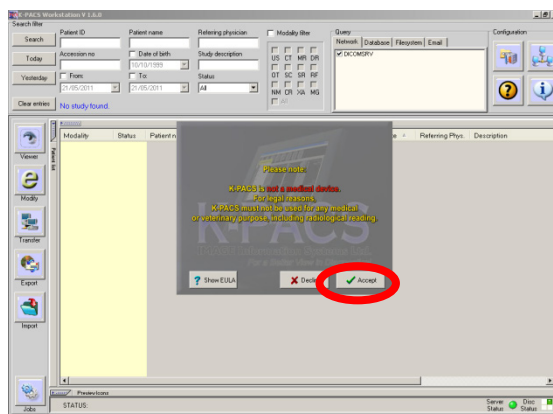 K-PACS Workstation V 1.6.0
Search filter
Search
Today
Yesterday
Clear entries
Patient ID
Patient name
Referring physician
Modality filter
Accession no
Date of birth
Study description
10/10/1999
US CT MR DR
From:
To:
Status
OT SC SR RF
21/05/2011
21/05/2011
All
NM CR XA MG
All
No study found.
Query
Network Database Filesystem Email
DICOMSRV
Configuration
Viewer
Modify
Transfer
Export
Import
Jobs
Patient list
Modality Status Patient n
Referring Phys. Description
Please note:
K-PACS is not a medical device.
For legal reasons:
K-PACS must not be used for any medical
or veterinary purpose, including radiological reading.
K-PACS
Show EULA
Accept
Preview Icons
STATUS:
Server Status
Disc Status